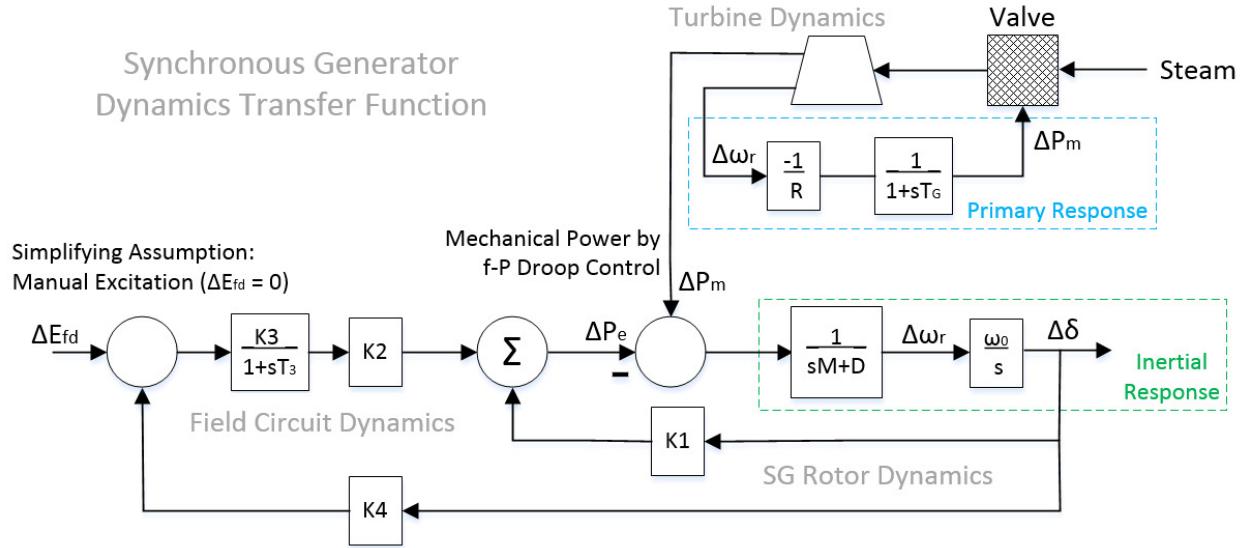 Synchronous Generator
Dynamics Transfer Function
Turbine Dynamics
Valve
Steam
Δωr
-1
R
1
1+sTG
ΔPm
Primary Response
Mechanical Power by
f-P Droop Control
ΔPm
Simplifying Assumption:
Manual Excitation (ΔEfd = 0)
ΔEfd
K3
1+sT3
K2
Σ
ΔPe
-
1
sM+D
Δωr
ω0
s
Δδ
Inertial
Response
Field Circuit Dynamics
K1
SG Rotor Dynamics
K4